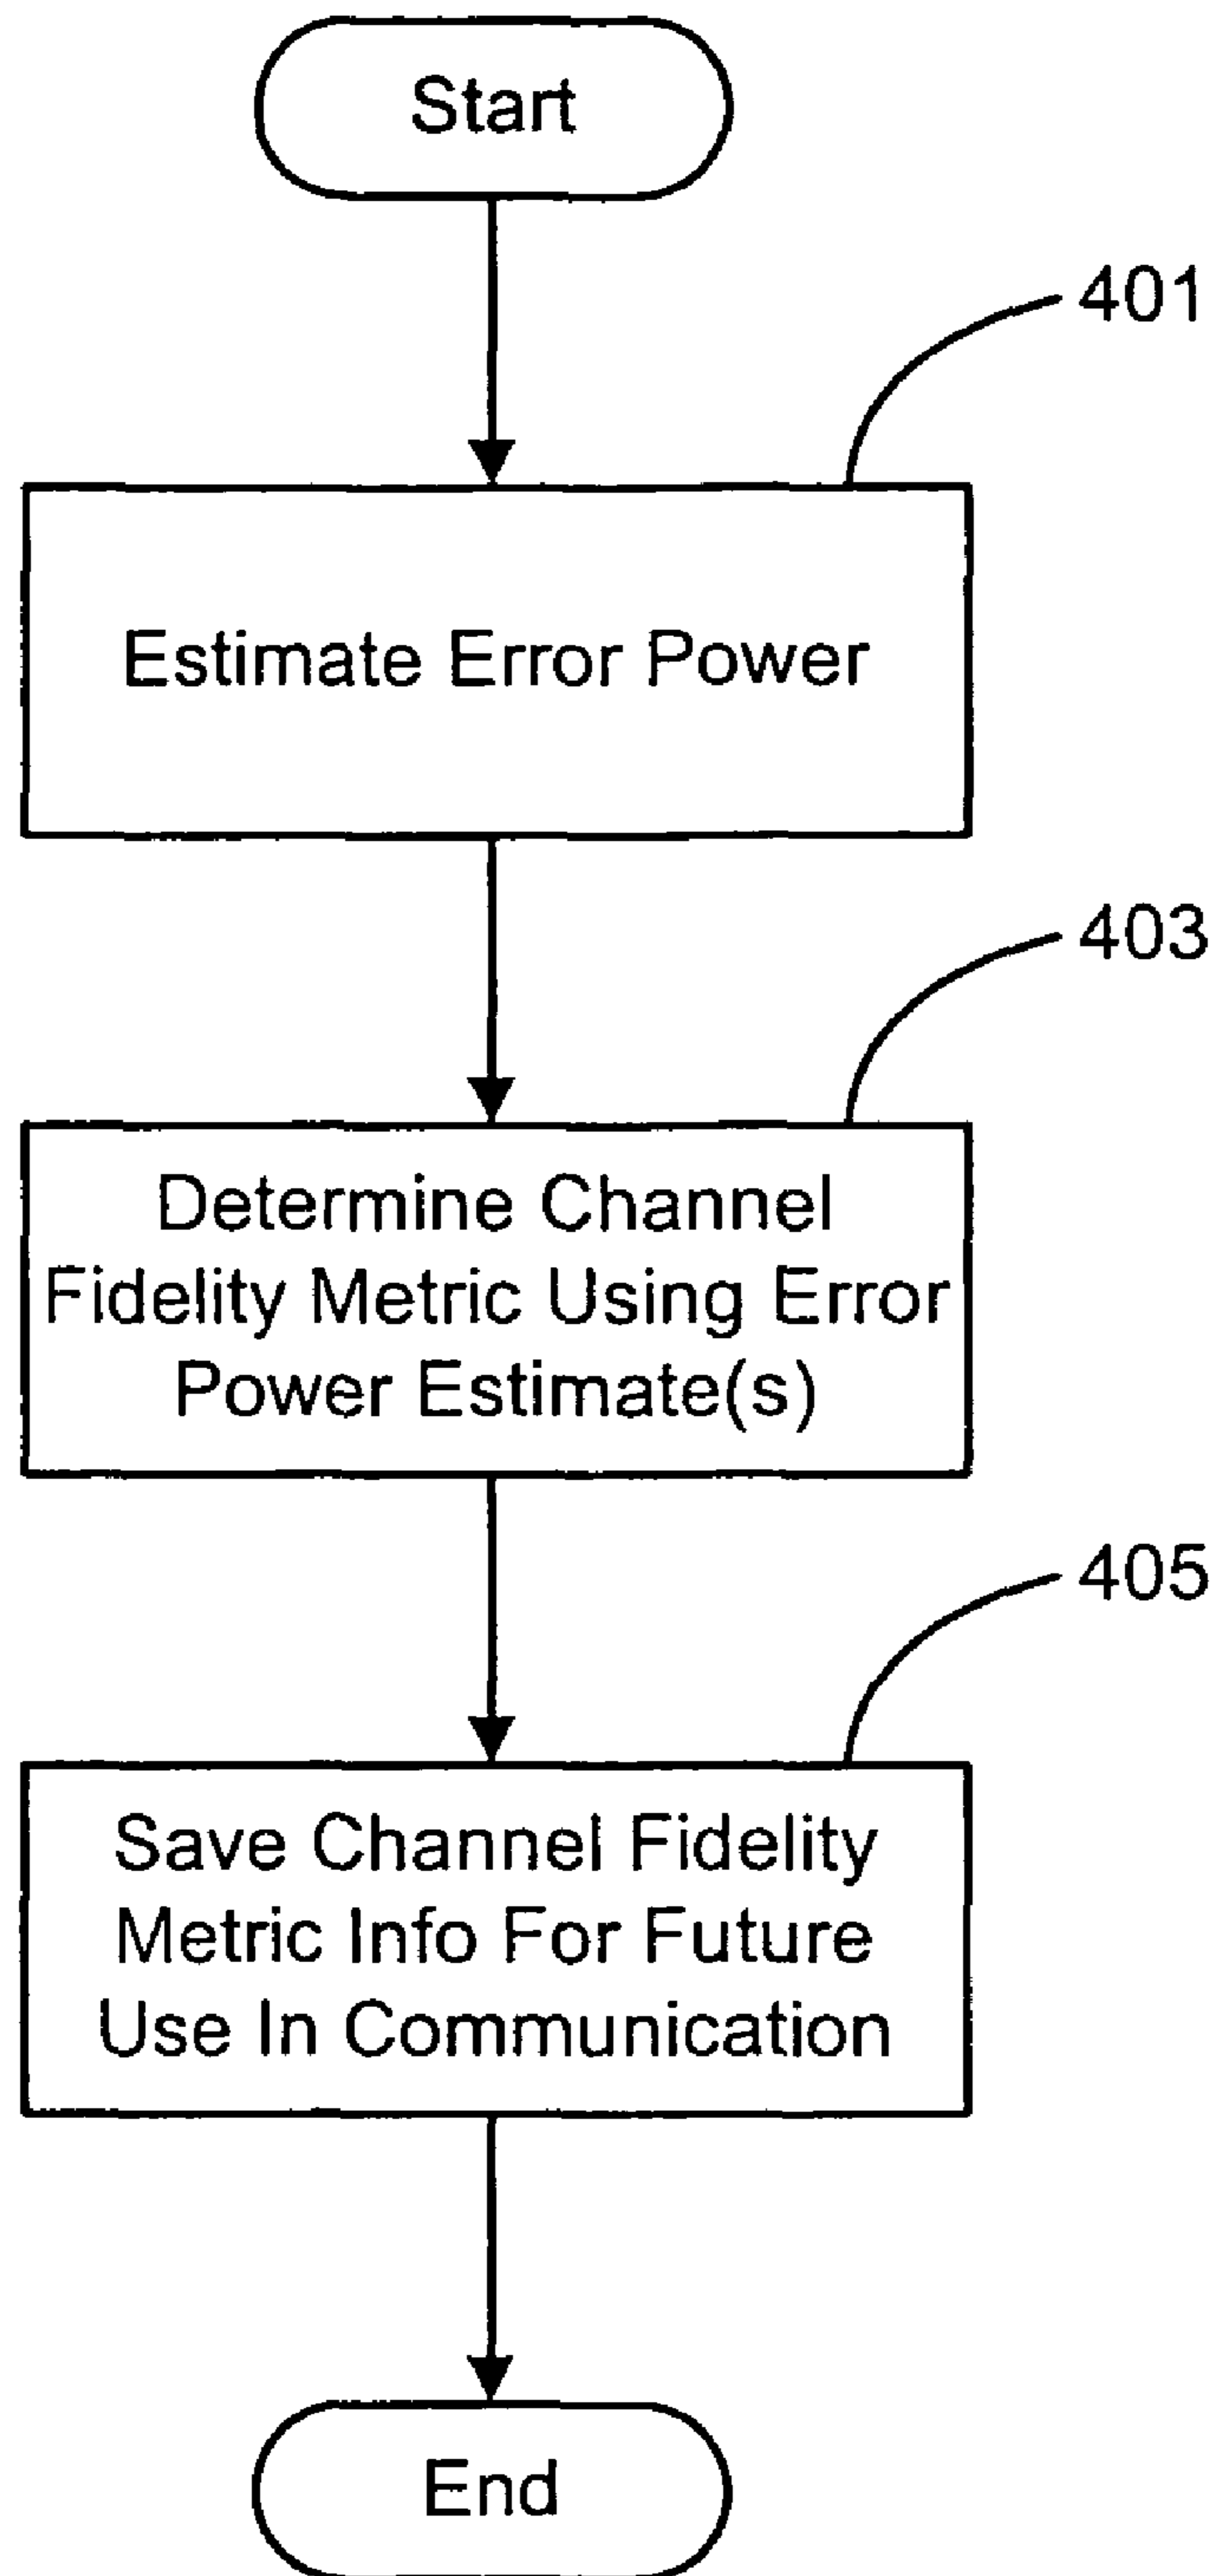 Start
401
Estimate Error Power
403
Determine Channel
Fidelity Metric Using Error
Power Estimate(s)
405
Save Channel Fidelity
Metric Info For Future
Use In Communication
End